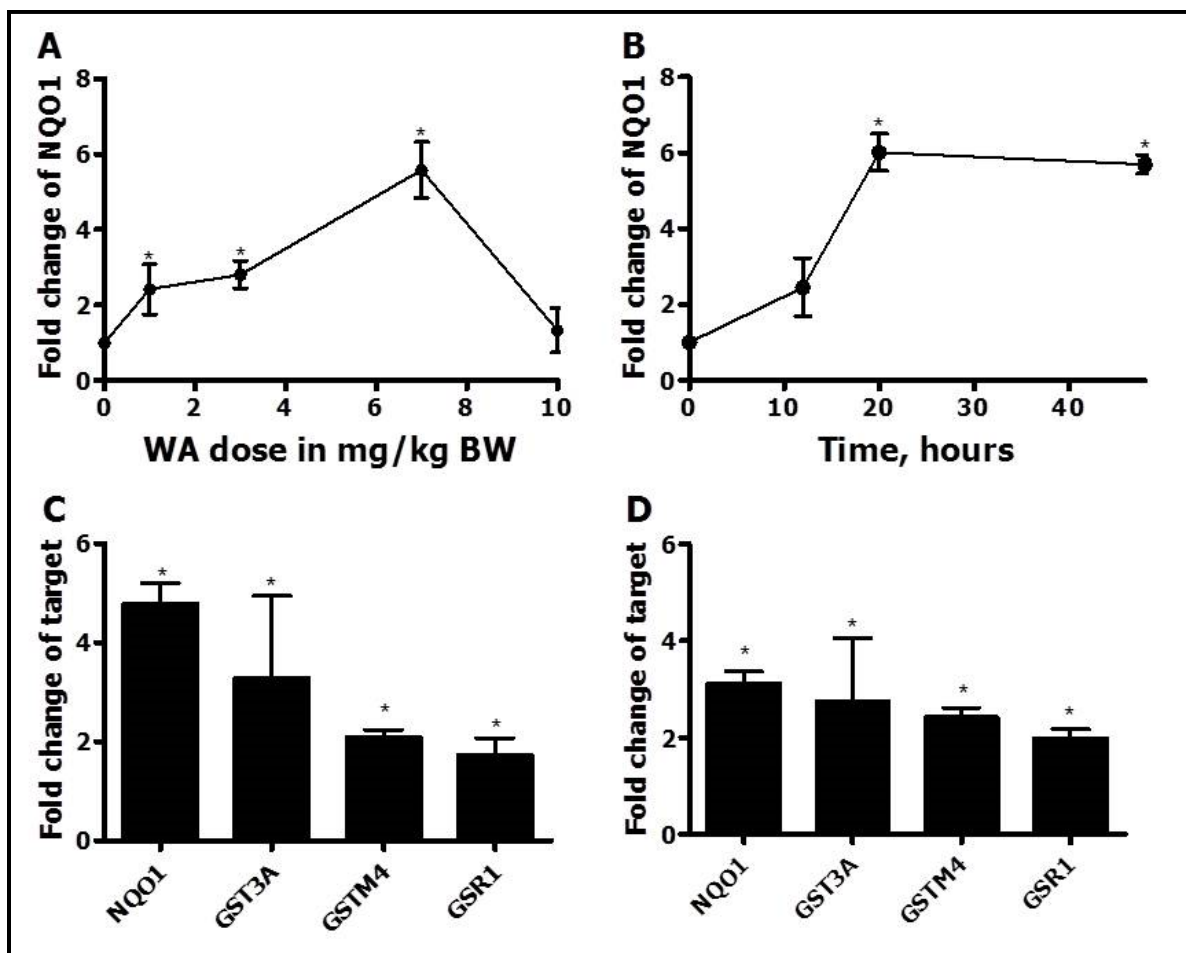 A
Fold change of NQO1
8
6
4
2
0
* * *
0 2 4 6 8 10
WA dose in mg/kg BW
B
Fold change of NQO1
8
6
4
2
0
* *
0 10 20 30 40
Time, hours
C
Fold change of target
6
4
2
0
* * * *
NQO1 GST3A GSTM4 GSR1
D
Fold change of target
6
4
2
0
* * * *
NQO1 GST3A GSTM4 GSR1